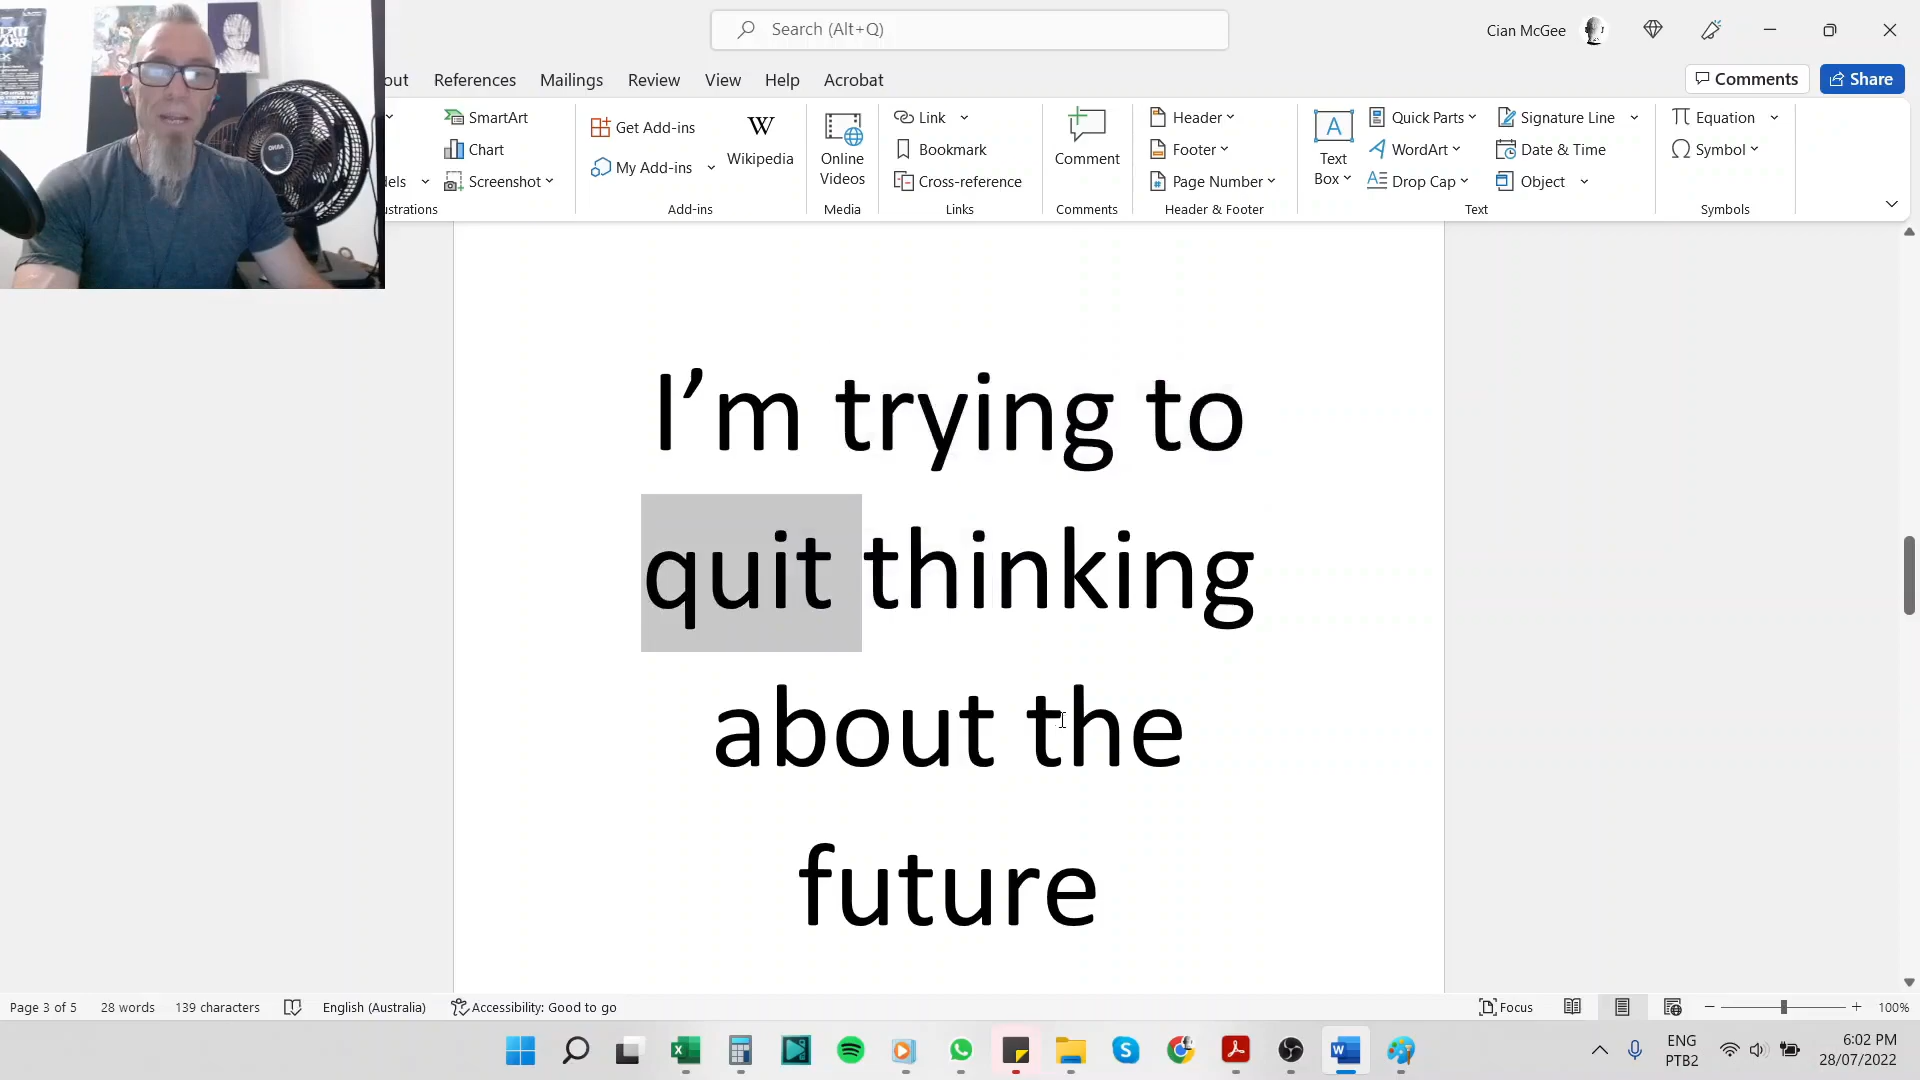 Search (Alt+Q)
Cian McGee
out References Mailings Review View Help Acrobat
Comments Share
SmartArt
Chart
Screenshot
dels
ustrations
Get Add-ins
My Add-ins
Wikipedia
Add-ins
Online
Videos
Media
Link
Bookmark
Cross-reference
Links
Comment
Comments
Header
Footer
Page Number
Header & Footer
Text
Box
Quick Parts
WordArt
Drop Cap
Signature Line
Date & Time
Object
Text
Equation
Symbol
Symbols
I’m trying to
quit thinking
about the
future
Page 3 of 5 28 words 139 characters English (Australia) Accessibility: Good to go Focus 100%
ENG
PTB2
6:02 PM
28/07/2022